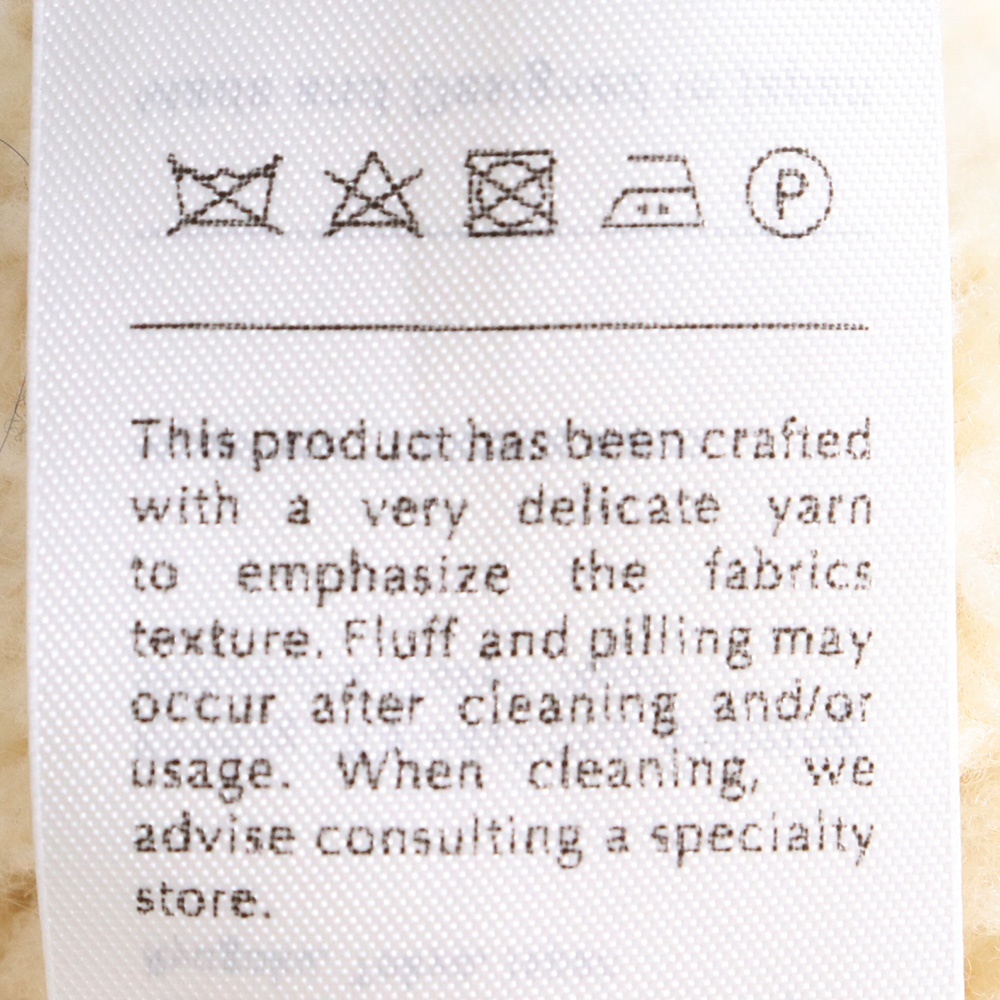 P
This product has been crafted
with a very delicate yarn
to emphasize the fabrics
texture. Fluff and pilling may
occur after cleaning and/or
usage. When cleaning, we
advise consulting a specialty
store.